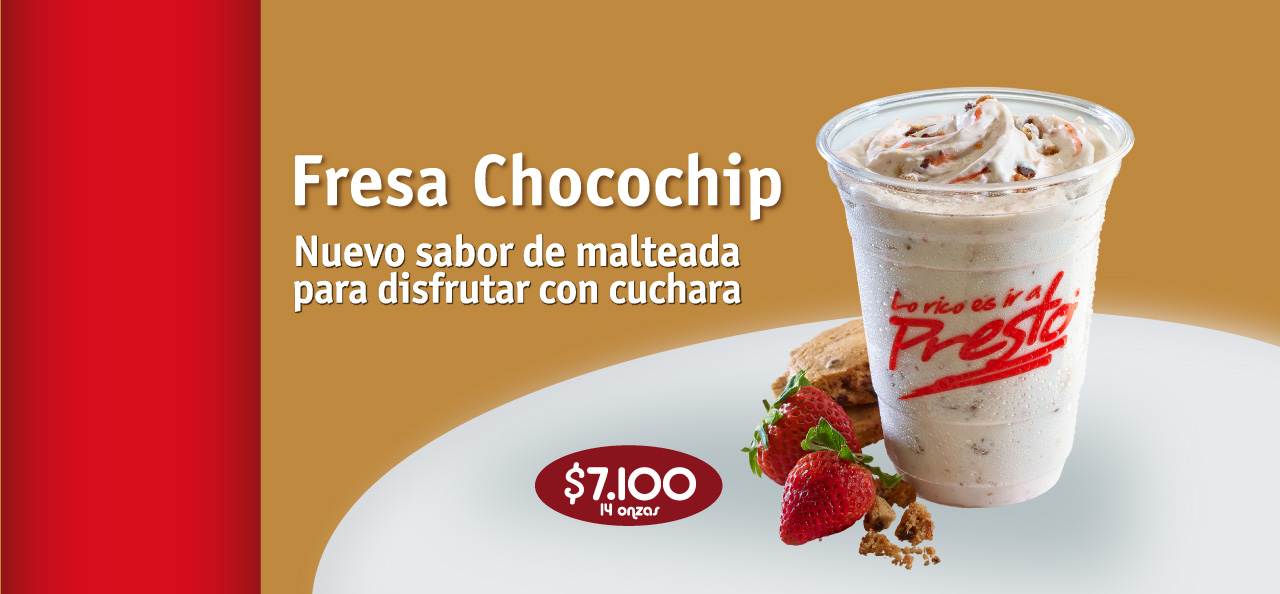 Fresa Chocochip
Nuevo sabor de malteada
para disfrutar con cuchara
Lo rico es ir a
Presto
$7.100
14 onzas